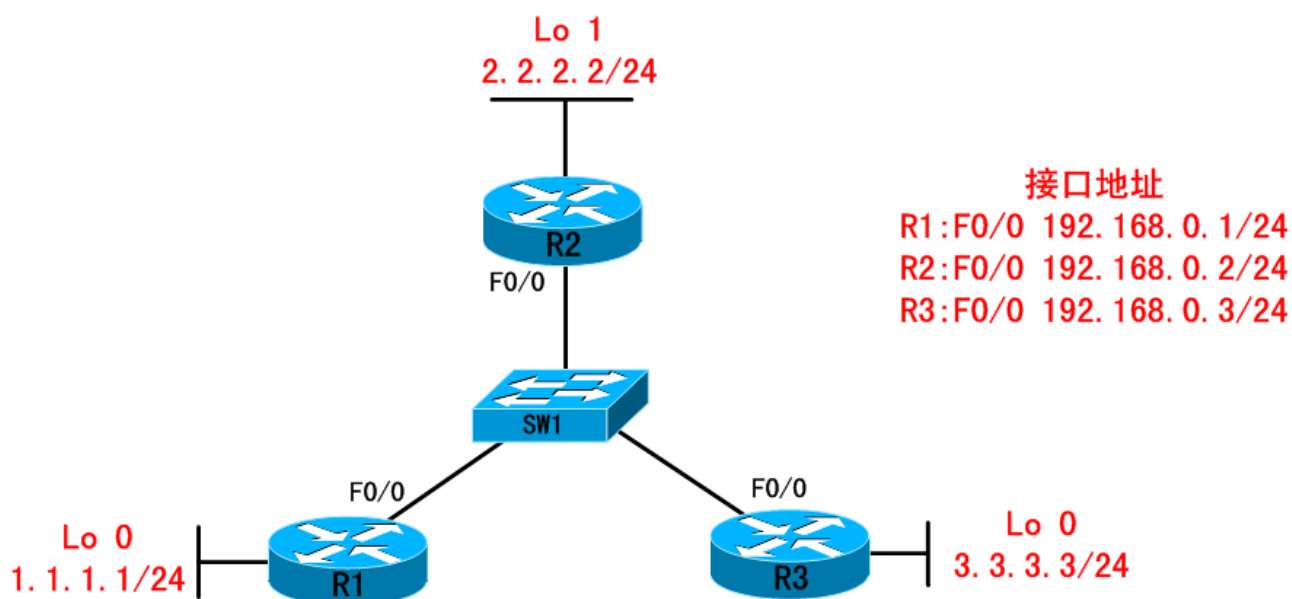 Lo 1
2.2.2.2/24
R2
F0/0
接口地址
R1:F0/0 192.168.0.1/24
R2:F0/0 192.168.0.2/24
R3:F0/0 192.168.0.3/24
SW1
F0/0
F0/0
Lo 0
1.1.1.1/24
R1
R3
Lo 0
3.3.3.3/24